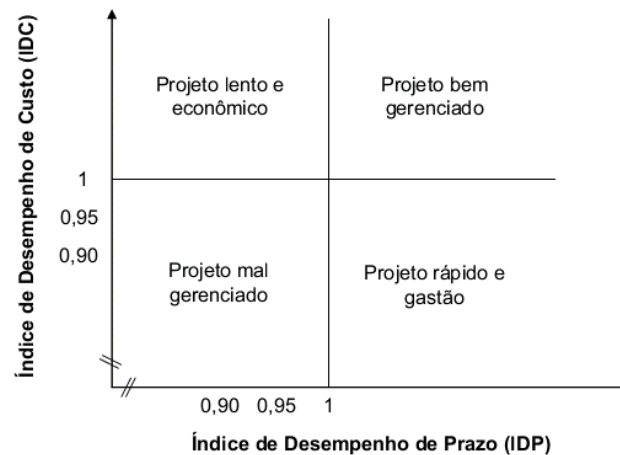 Índice de Desempenho de Custo (IDC)
Projeto lento e
econômico
Projeto bem
gerenciado
1
0,95
0,90
Projeto mal
gerenciado
Projeto rápido e
gastão
0,90 0,95 1
Índice de Desempenho de Prazo (IDP)